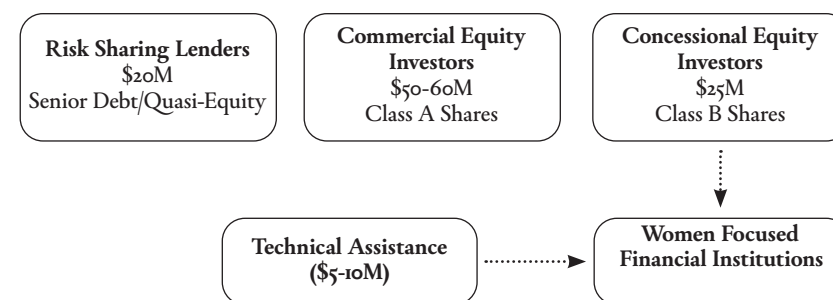 Risk Sharing Lenders
$20M
Senior Debt/Quasi-Equity
Commercial Equity
Investors
$50-60M
Class A Shares
Concessional Equity
Investors
$25M
Class B Shares
Technical Assistance
($5-10M)
Women Focused
Financial Institutions